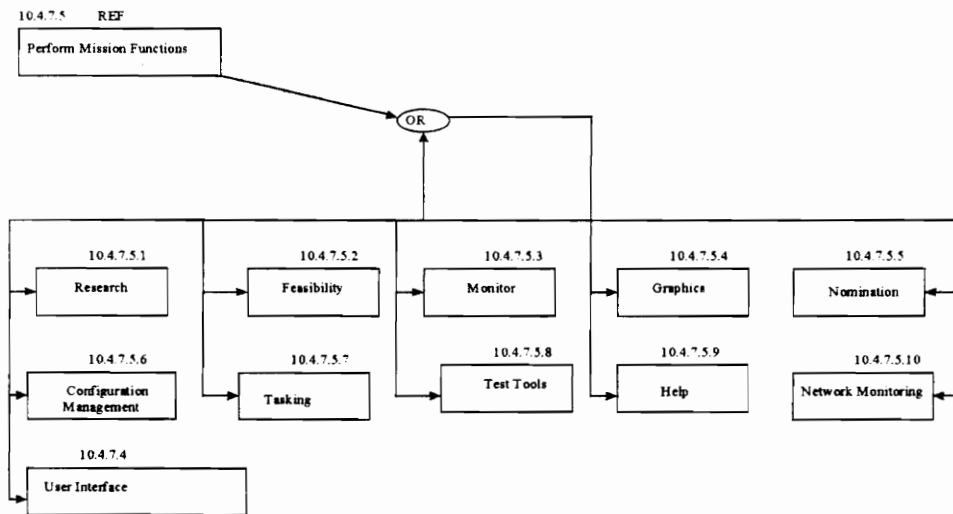 10.4.7.5 REF
Perform Mission Functions
OR
10.4.7.5.1
Research
10.4.7.5.2
Feasibility
10.4.7.5.3
Monitor
10.4.7.5.4
Graphics
10.4.7.5.5
Nomination
10.4.7.5.6
Configuration
Management
10.4.7.5.7
Tasking
10.4.7.5.8
Test Tools
10.4.7.5.9
Help
10.4.7.5.10
Network Monitoring
10.4.7.4
User Interface